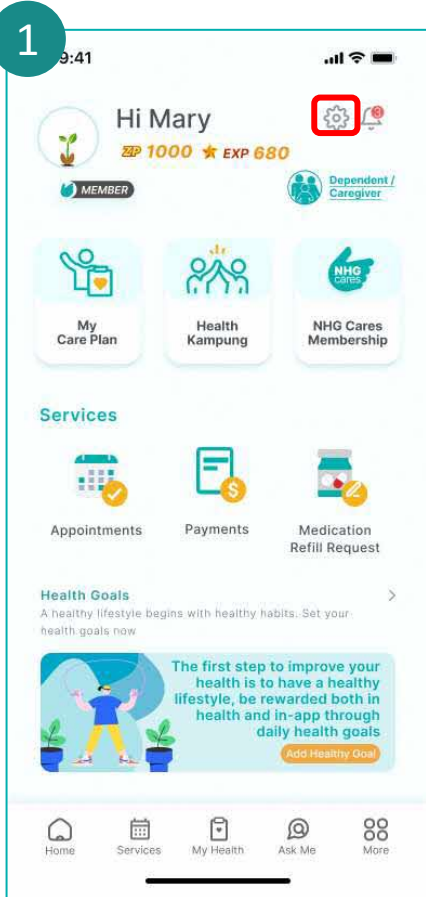 1
9:41
Hi Mary
3
ZP 1000 EXP 680
MEMBER
Dependent /
Caregiver
NHG
cares
My
Care Plan
Health
Kampung
NHG Cares
Membership
Services
Appointments
Payments
Medication
Refill Request
Health Goals
A healthy lifestyle begins with healthy habits. Set your
health goals now
The first step to improve your
health is to have a healthy
lifestyle, be rewarded both in
health and in-app through
daily health goals
Add Healthy Goal
Home
Services
My Health
Ask Me
More